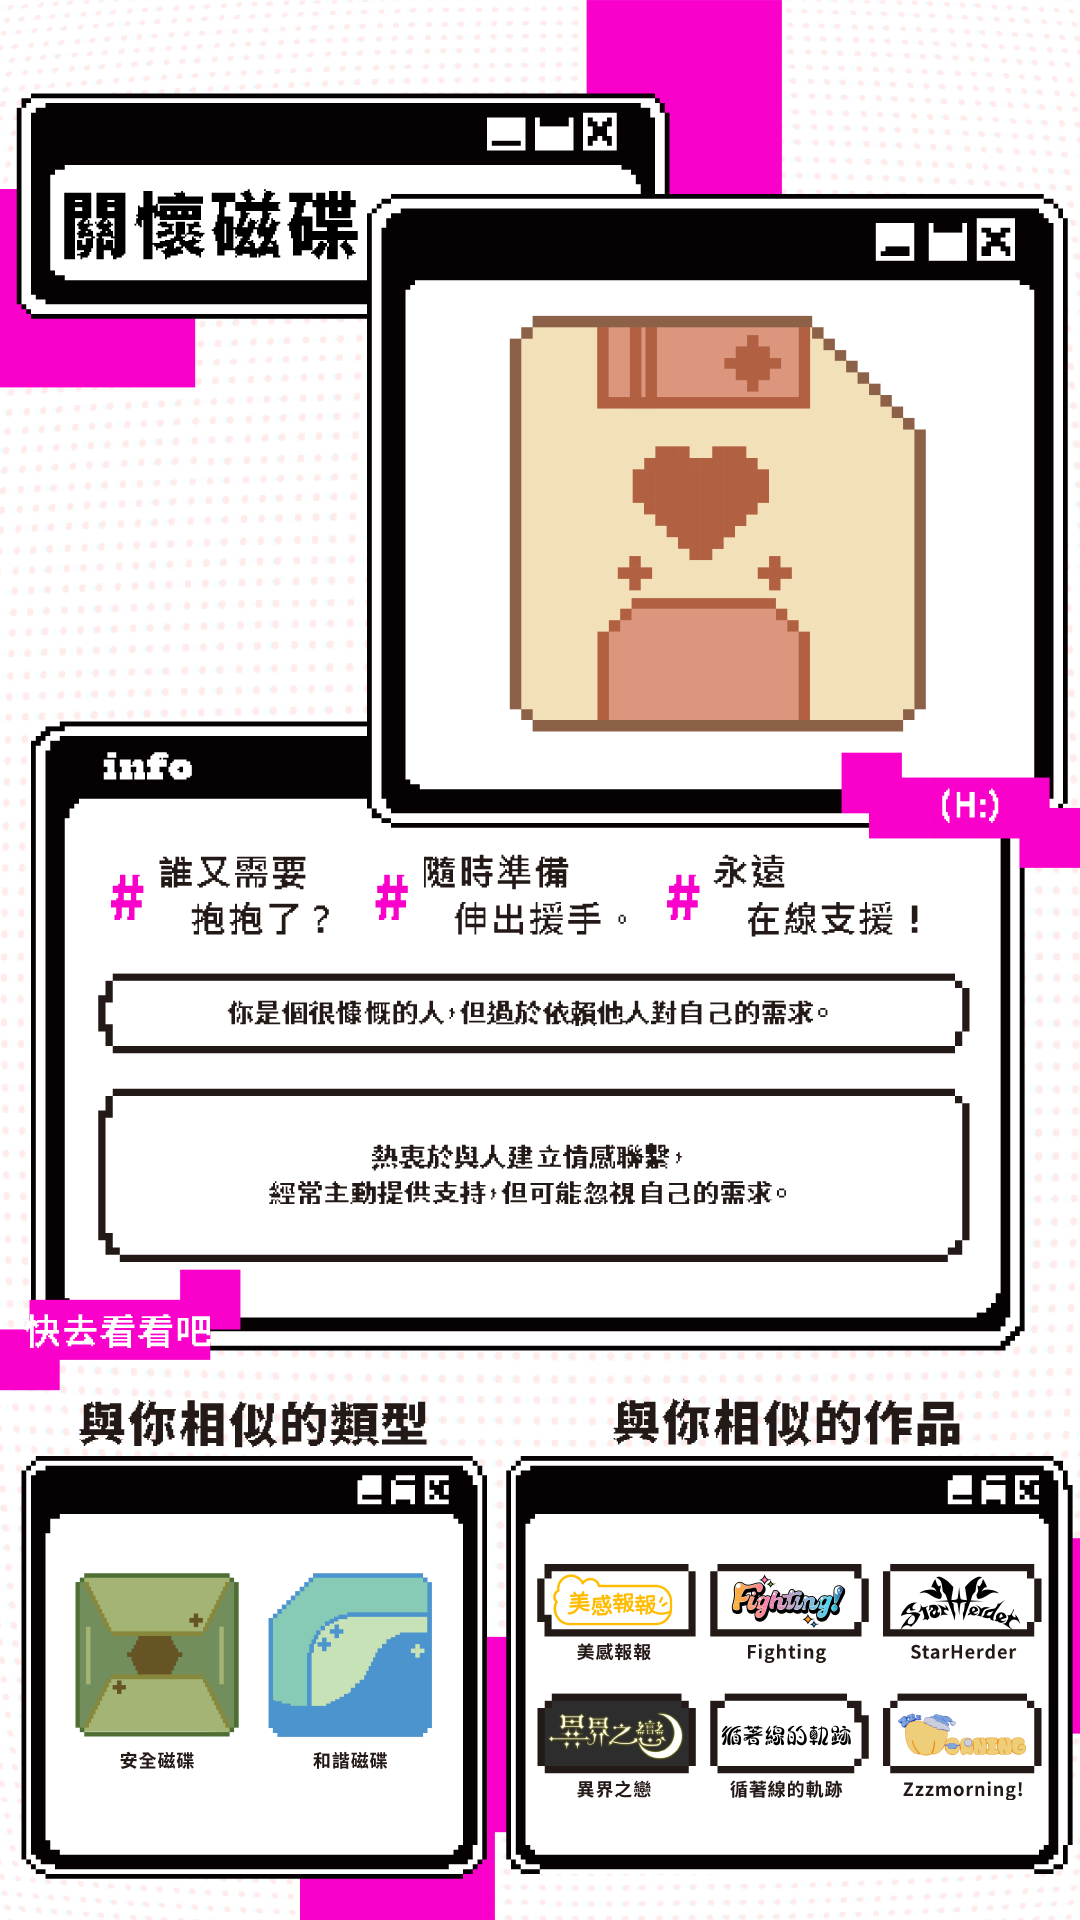 關懷磁碟
info
(H:)
# 誰又需要
抱抱了？
# 隨時準備
伸出援手。
# 永遠
在線支援！
你是個很慷慨的人，但過於依賴他人對自己的需求。
熱衷於與人建立情感聯繫，
經常主動提供支持，但可能忽視自己的需求。
快去看看吧
與你相似的類型
安全磁碟
和諧磁碟
與你相似的作品
美感報報
Fighting!
StarHerder
美感報報
Fighting
StarHerder
異界之戀
循著線的軌跡
異界之戀
循著線的軌跡
Zzzmorning!